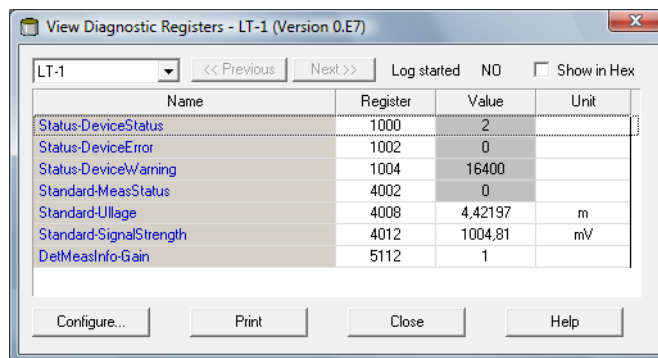 View Diagnostic Registers - LT-1 (Version 0.E7)
LT-1 << Previous Next >> Log started NO Show in Hex
Name Register Value Unit
Status-DeviceStatus 1000 2
Status-DeviceError 1002 0
Status-DeviceWarning 1004 16400
Standard-MeasStatus 4002 0
Standard-Ullage 4008 4,42197 m
Standard-SignalStrength 4012 1004,81 mV
DetMeasInfo-Gain 5112 1
Configure... Print Close Help